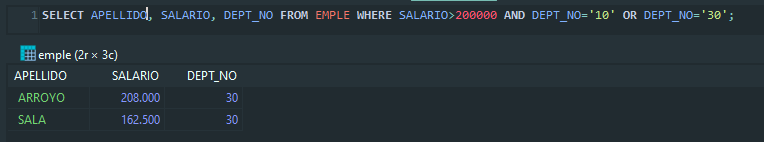 1 SELECT APELLIDO, SALARIO, DEPT_NO FROM EMPLE WHERE SALARIO>200000 AND DEPT_NO='10' OR DEPT_NO='30';
emple (2r × 3c)
APELLIDO SALARIO DEPT_NO
ARROYO 208.000 30
SALA 162.500 30